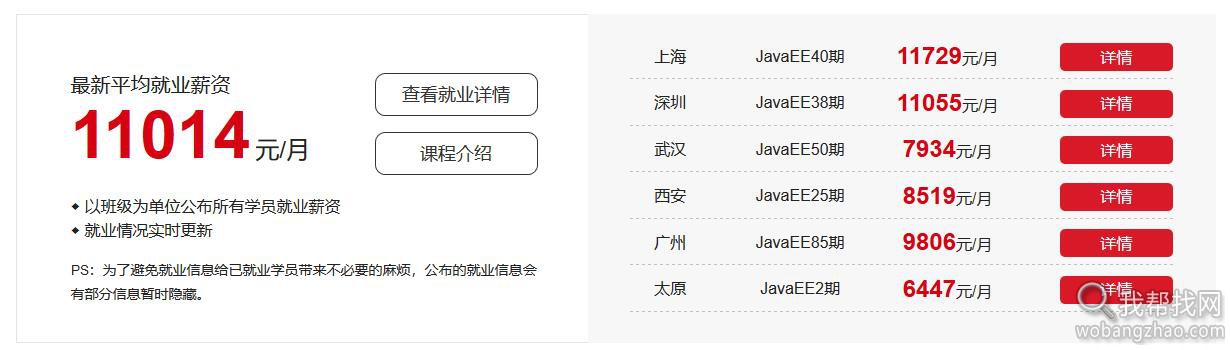 最新平均就业薪资
11014元/月
查看就业详情
课程介绍
◆ 以班级为单位公布所有学员就业薪资
◆ 就业情况实时更新
PS：为了避免就业信息给已就业学员带来不必要的麻烦，公布的就业信息会
有部分信息暂时隐藏。
上海 JavaEE40期 11729元/月 详情
深圳 JavaEE38期 11055元/月 详情
武汉 JavaEE50期 7934元/月 详情
西安 JavaEE25期 8519元/月 详情
广州 JavaEE85期 9806元/月 详情
太原 JavaEE2期 6447元/月 详情
我帮找网
wobangzhao.com